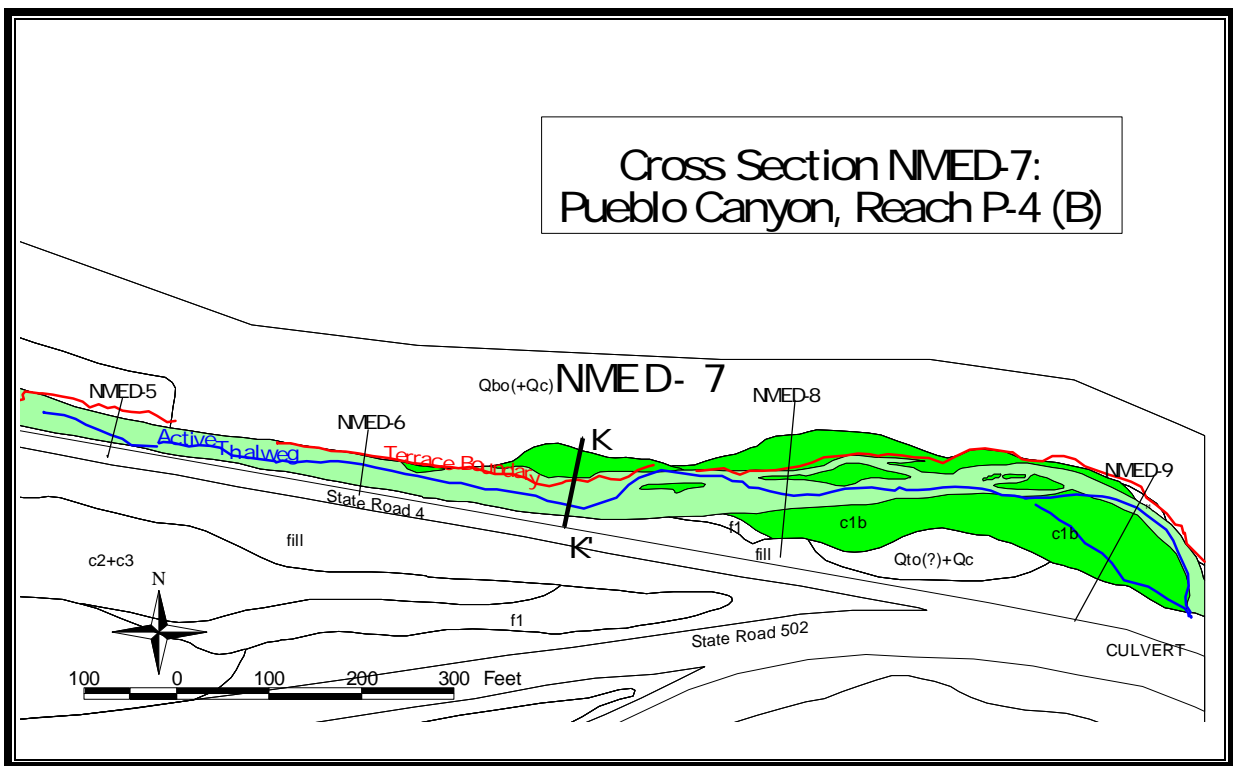 Cross Section NMED-7:
Pueblo Canyon, Reach P-4 (B)
Qbo(+Qc)
NMED- 7
NMED-5
NMED-8
NMED-6
K
Active Thalweg
Terrace Boundary
NMED-9
State Road 4
K'
f1
c1b
c1b
fill
fill
Qto(?)+Qc
c2+c3
N
f1
State Road 502
CULVERT
100 0 100 200 300 Feet